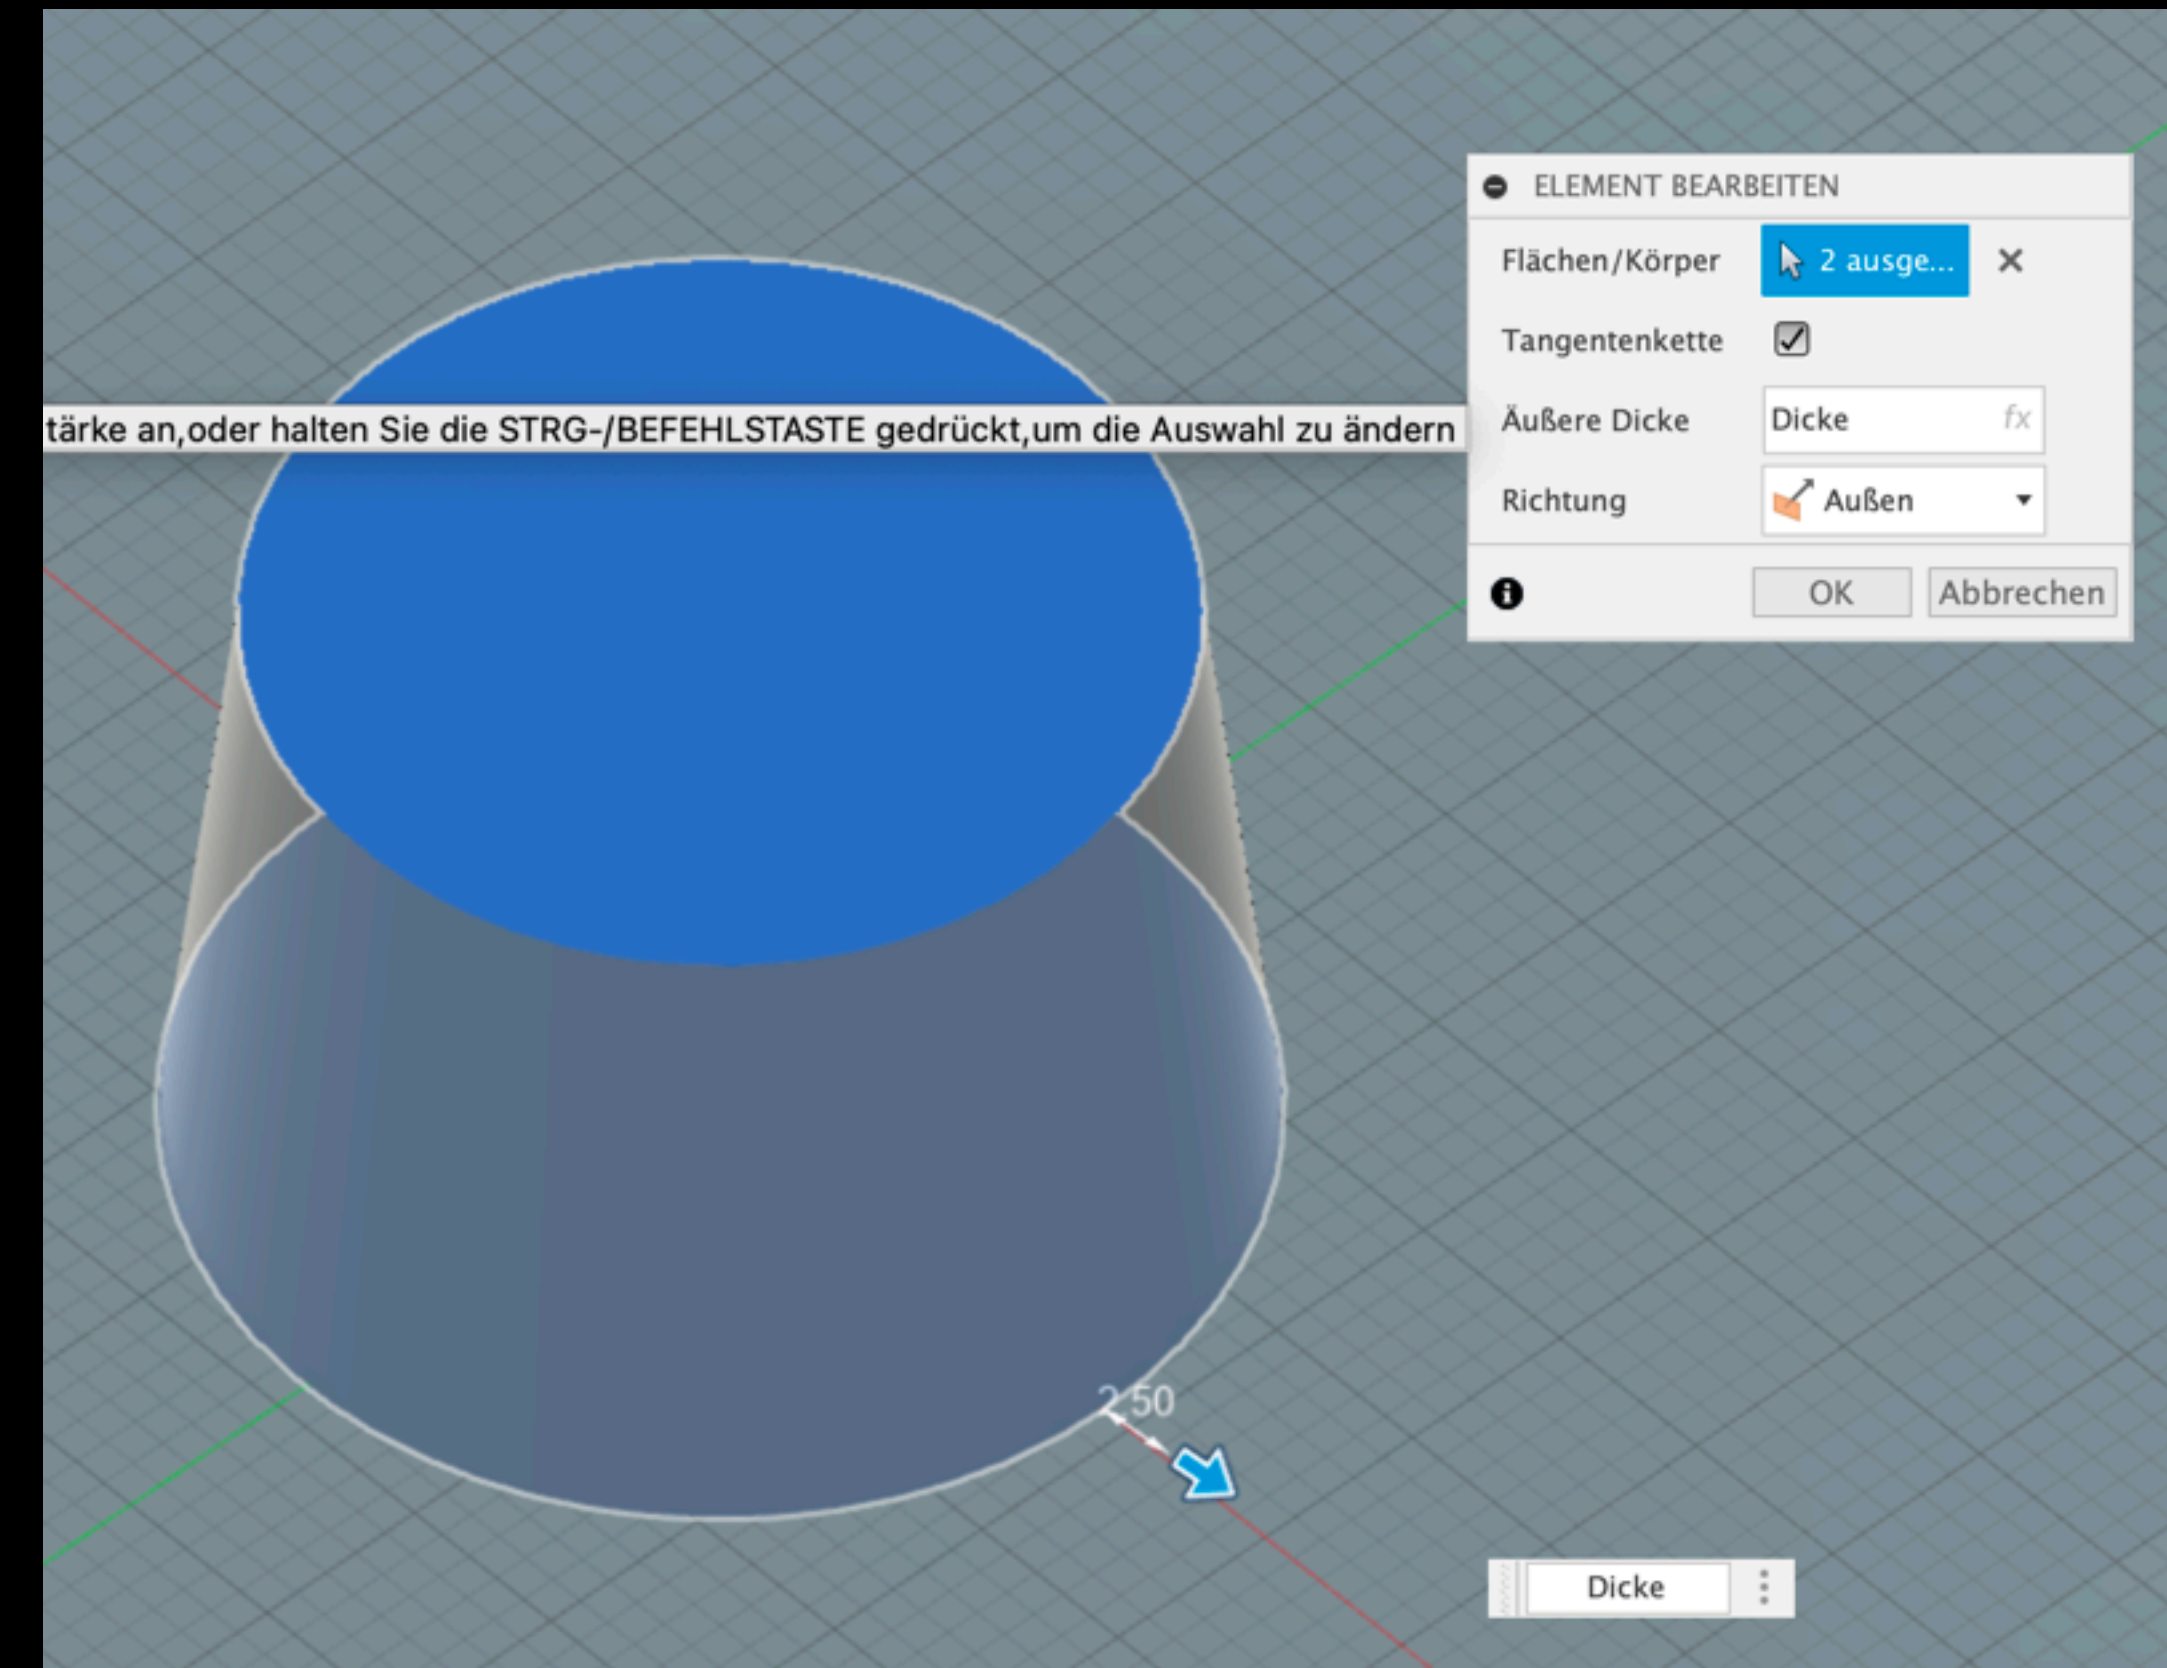 ELEMENT BEARBEITEN
Flächen/Körper 2 ausge...
Tangentenkette
tärke an,oder halten Sie die STRG-/BEFEHLSTASTE gedrückt,um die Auswahl zu ändern
Äußere Dicke Dicke fx
Richtung Außen
OK Abbrechen
2.50
Dicke